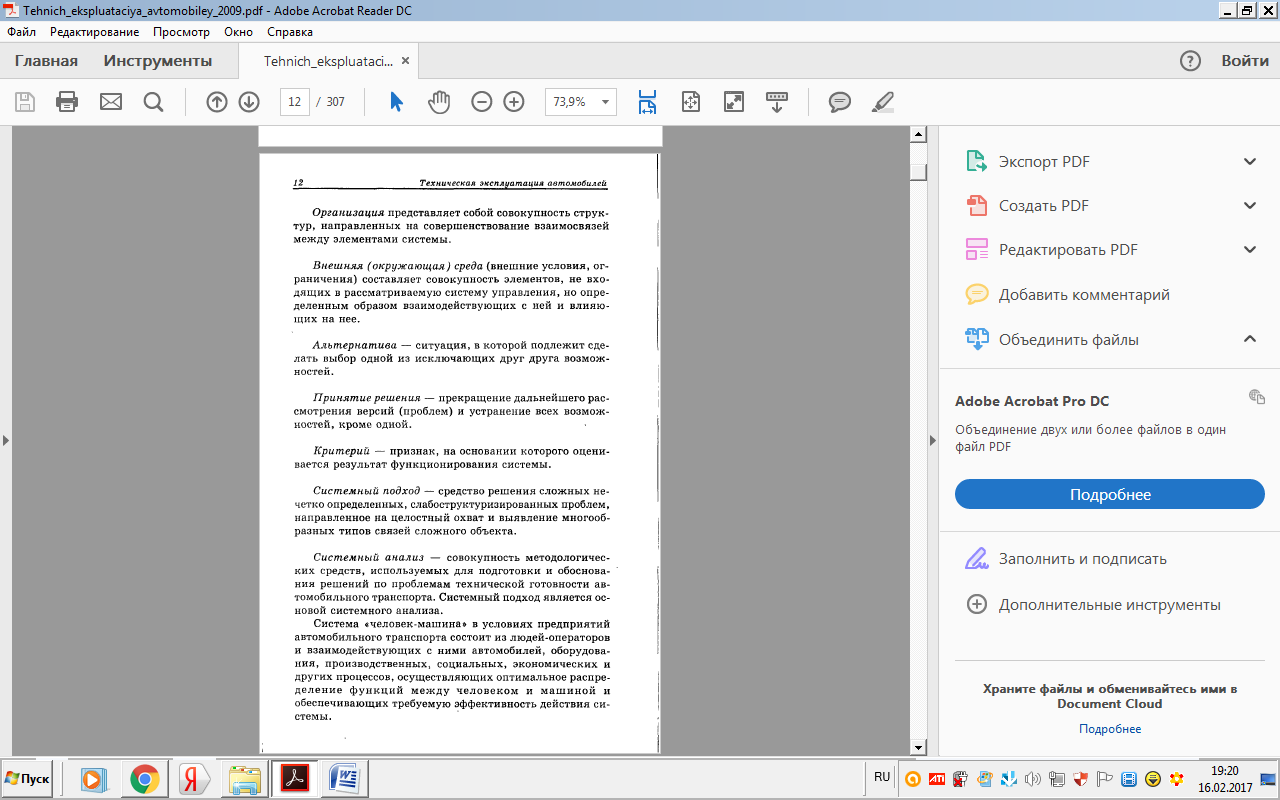 Tehnich_ekspluataciya_avtomobiley_2009.pdf - Adobe Acrobat Reader DC
Файл Редактирование Просмотр Окно Справка
Главная Инструменты Tehnich_ekspluataci... × ? Войти
12 / 307 73,9%
12 Техническая эксплуатация автомобилей
Организация представляет собой совокупность струк-
тур, направленных на совершенствование взаимосвязей
между элементами системы.
Внешняя (окружающая) среда (внешние условия, ог-
раничения) составляет совокупность элементов, не вхо-
дящих в рассматриваемую систему управления, но опре-
деленным образом взаимодействующих с ней и влияю-
щих на нее.
Альтернатива — ситуация, в которой подлежит сде-
лать выбор одной из исключающих друг друга возмож-
ностей.
Принятие решения — прекращение дальнейшего рас-
смотрения версий (проблем) и устранение всех возмож-
ностей, кроме одной.
Критерий — признак, на основании которого оцени-
вается результат функционирования системы.
Системный подход — средство решения сложных не-
четко определенных, слабоструктуризированных проблем,
направленное на целостный охват и выявление многооб-
разных типов связей сложного объекта.
Системный анализ — совокупность методологичес-
ких средств, используемых для подготовки и обоснова-
ния решений по проблемам технической готовности ав-
томобильного транспорта. Системный подход является ос-
новой системного анализа.
Система «человек-машина» в условиях предприятий
автомобильного транспорта состоит из людей-операторов
и взаимодействующих с ними автомобилей, оборудова-
ния, производственных, социальных, экономических и
других процессов, осуществляющих оптимальное распре-
деление функций между человеком и машиной и
обеспечивающих требуемую эффективность действия си-
стемы.
Экспорт PDF
Создать PDF
Редактировать PDF
Добавить комментарий
Объединить файлы
Adobe Acrobat Pro DC
Объединение двух или более файлов в один
файл PDF
Подробнее
Заполнить и подписать
Дополнительные инструменты
Храните файлы и обменивайтесь ими в
Document Cloud
Подробнее
Пуск RU ATI 19:20
16.02.2017